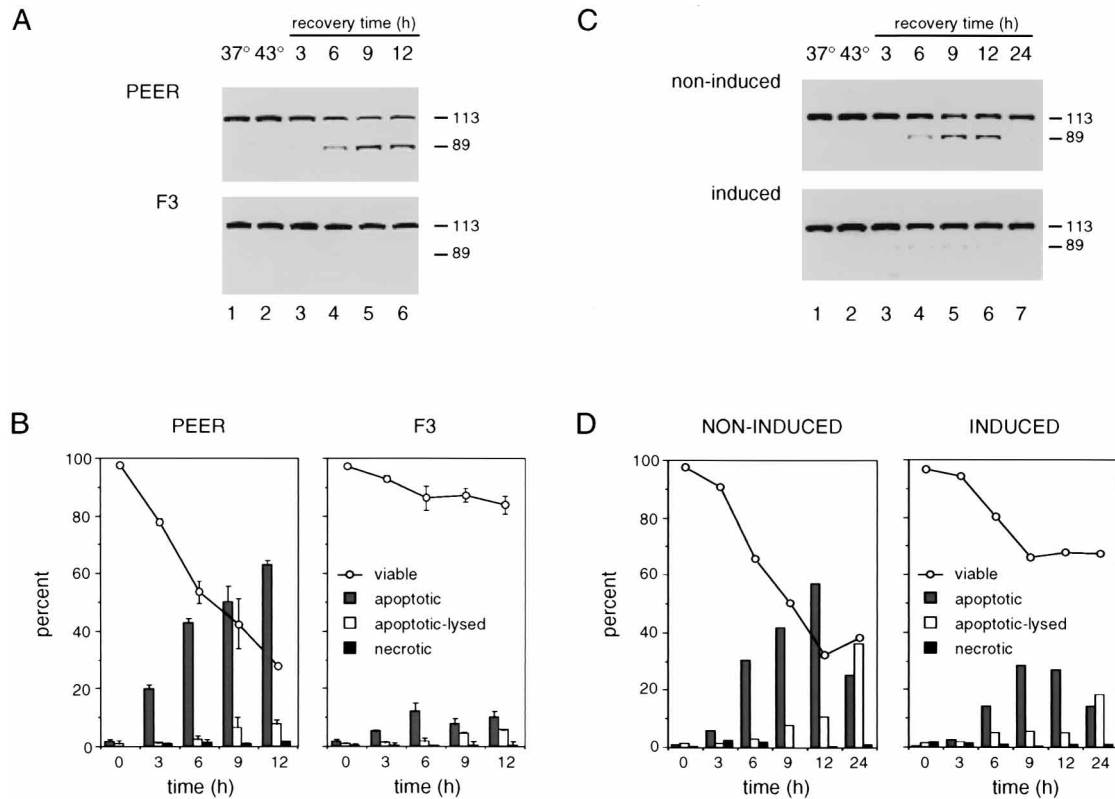 A
recovery time (h)
37° 43° 3 6 9 12
PEER
113
89
F3
113
89
1 2 3 4 5 6
C
recovery time (h)
37° 43° 3 6 9 12 24
non-induced
113
89
induced
113
89
1 2 3 4 5 6 7
B
PEER
F3
100
80
60
40
20
0
percent
viable
apoptotic
apoptotic-lysed
necrotic
0 3 6 9 12
0 3 6 9 12
time (h)
time (h)
D
NON-INDUCED
INDUCED
100
80
60
40
20
0
percent
viable
apoptotic
apoptotic-lysed
necrotic
0 3 6 9 12 24
0 3 6 9 12 24
time (h)
time (h)